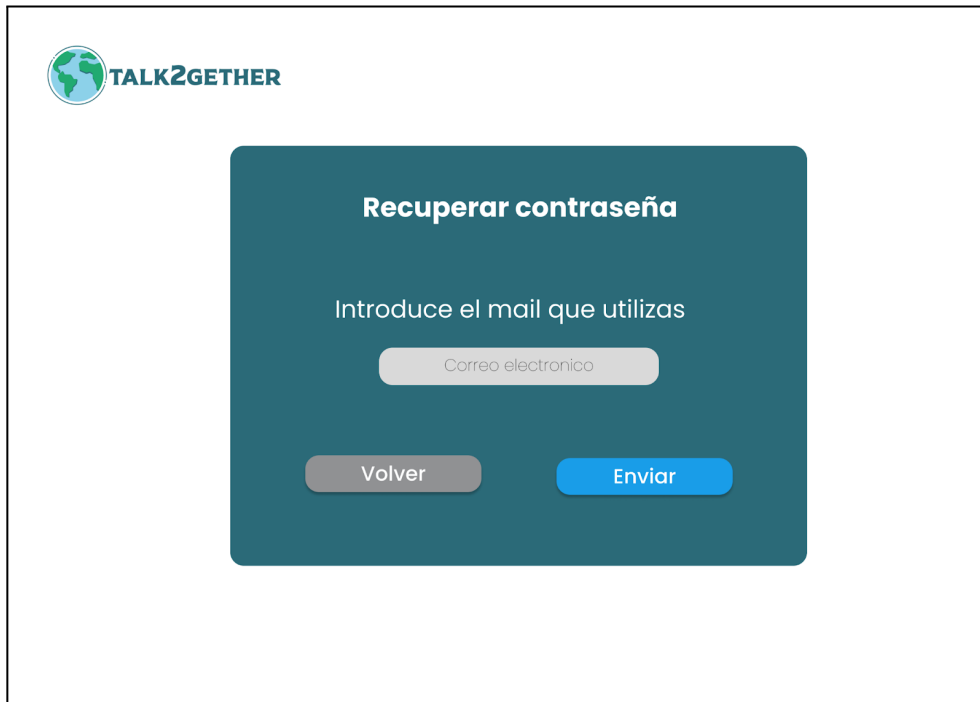 TALK2GETHER
Recuperar contraseña
Introduce el mail que utilizas
Correo electronico
Volver
Enviar